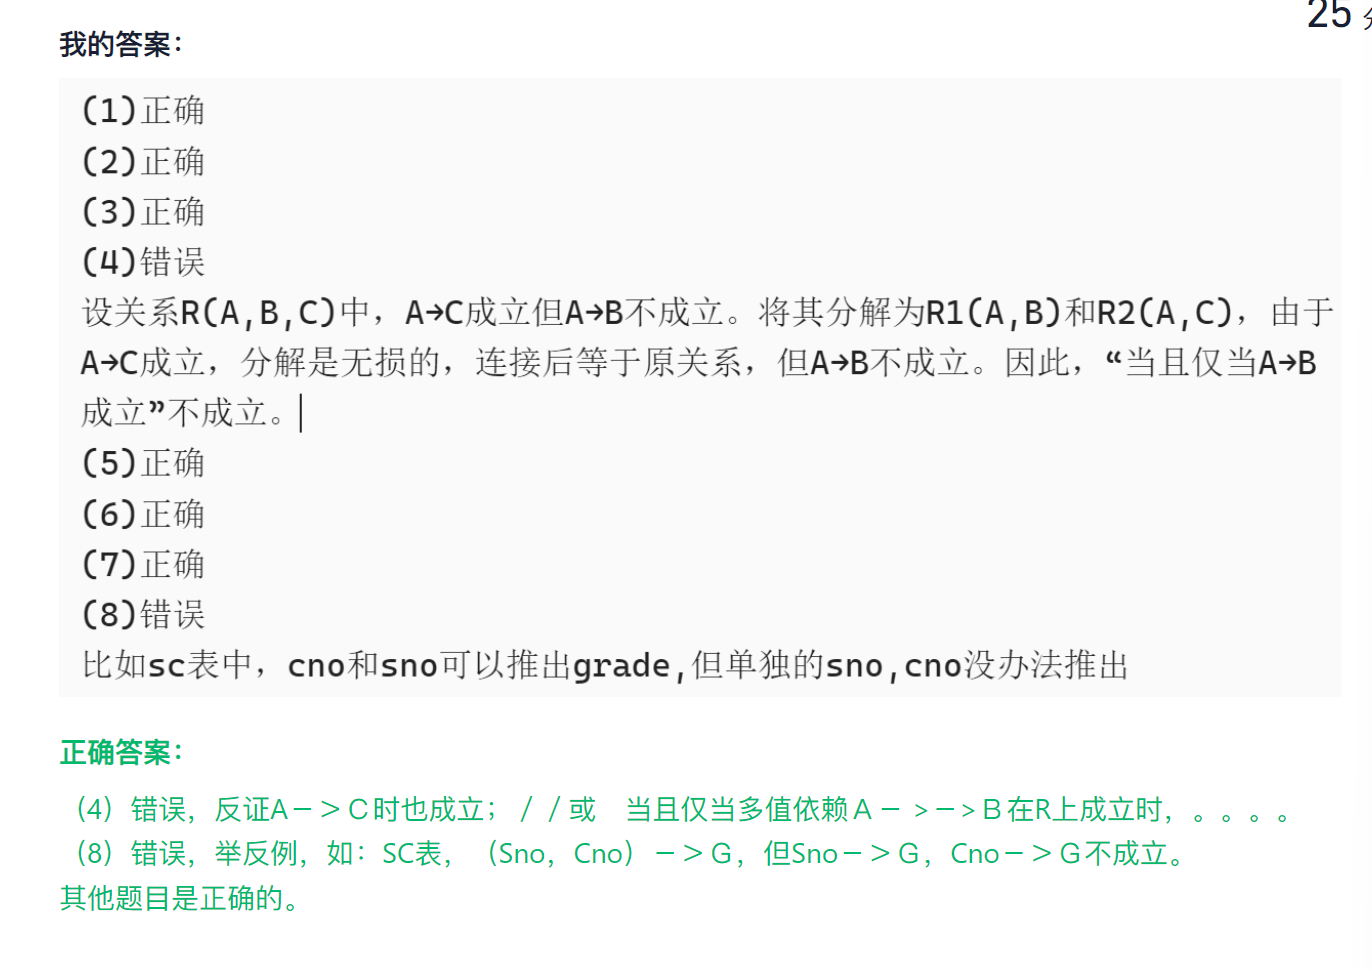 25 分
我的答案：
(1)正确
(2)正确
(3)正确
(4)错误
设关系R(A,B,C)中，A→C成立但A→B不成立。将其分解为R1(A,B)和R2(A,C)，由于
A→C成立，分解是无损的，连接后等于原关系，但A→B不成立。因此，“当且仅当A→B
成立”不成立。
(5)正确
(6)正确
(7)正确
(8)错误
比如sc表中，cno和sno可以推出grade,但单独的sno,cno没办法推出
正确答案：
（4）错误，反证A－＞C时也成立；／／或　当且仅当多值依赖A－＞－＞B在R上成立时，。。。。
（8）错误，举反例，如：SC表，（Sno，Cno）－＞G，但Sno－＞G，Cno－＞G不成立。
其他题目是正确的。